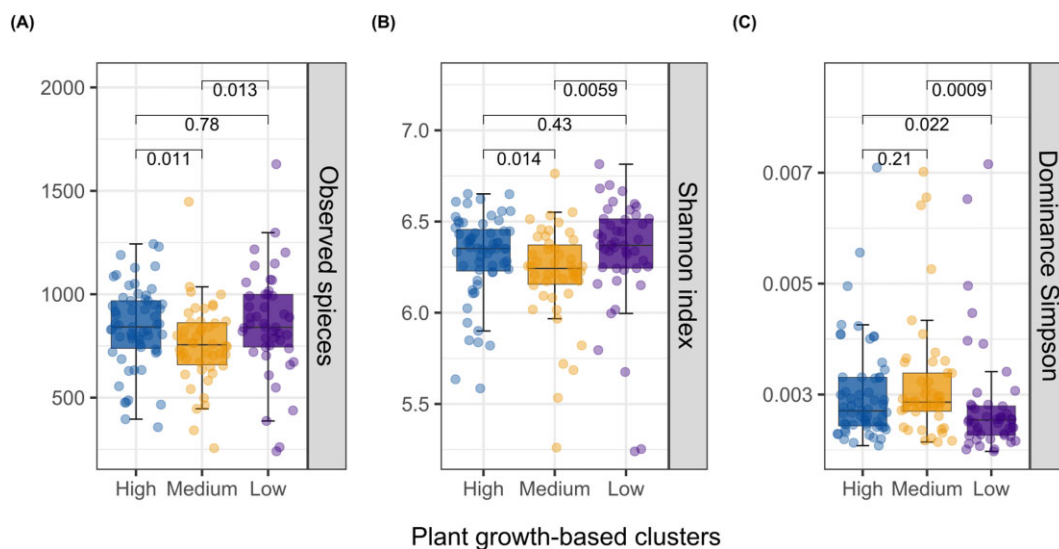 (A)
2000
1500
1000
500
0.013
0.78
0.011
High Medium Low
Observed spieces
(B)
7.0
6.5
6.0
5.5
0.0059
0.43
0.014
High Medium Low
Shannon index
(C)
0.007
0.005
0.003
0.0009
0.022
0.21
High Medium Low
Dominance Simpson
Plant growth-based clusters